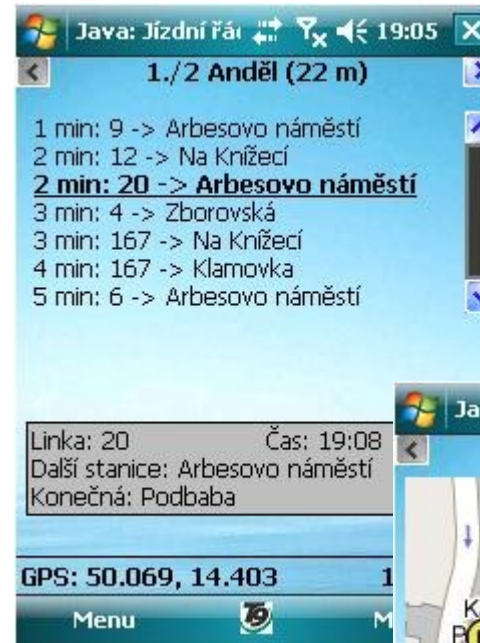 Java: Jízdní řá 19:05
1./2 Anděl (22 m)
1 min: 9 -> Arbesovo náměstí
2 min: 12 -> Na Knížecí
2 min: 20 -> Arbesovo náměstí
3 min: 4 -> Zborovská
3 min: 167 -> Na Knížecí
4 min: 167 -> Klamovka
5 min: 6 -> Arbesovo náměstí
Linka: 20 Čas: 19:08
Další stanice: Arbesovo náměstí
Konečná: Podbaba
GPS: 50.069, 14.403 1
Menu T9 M
Ja